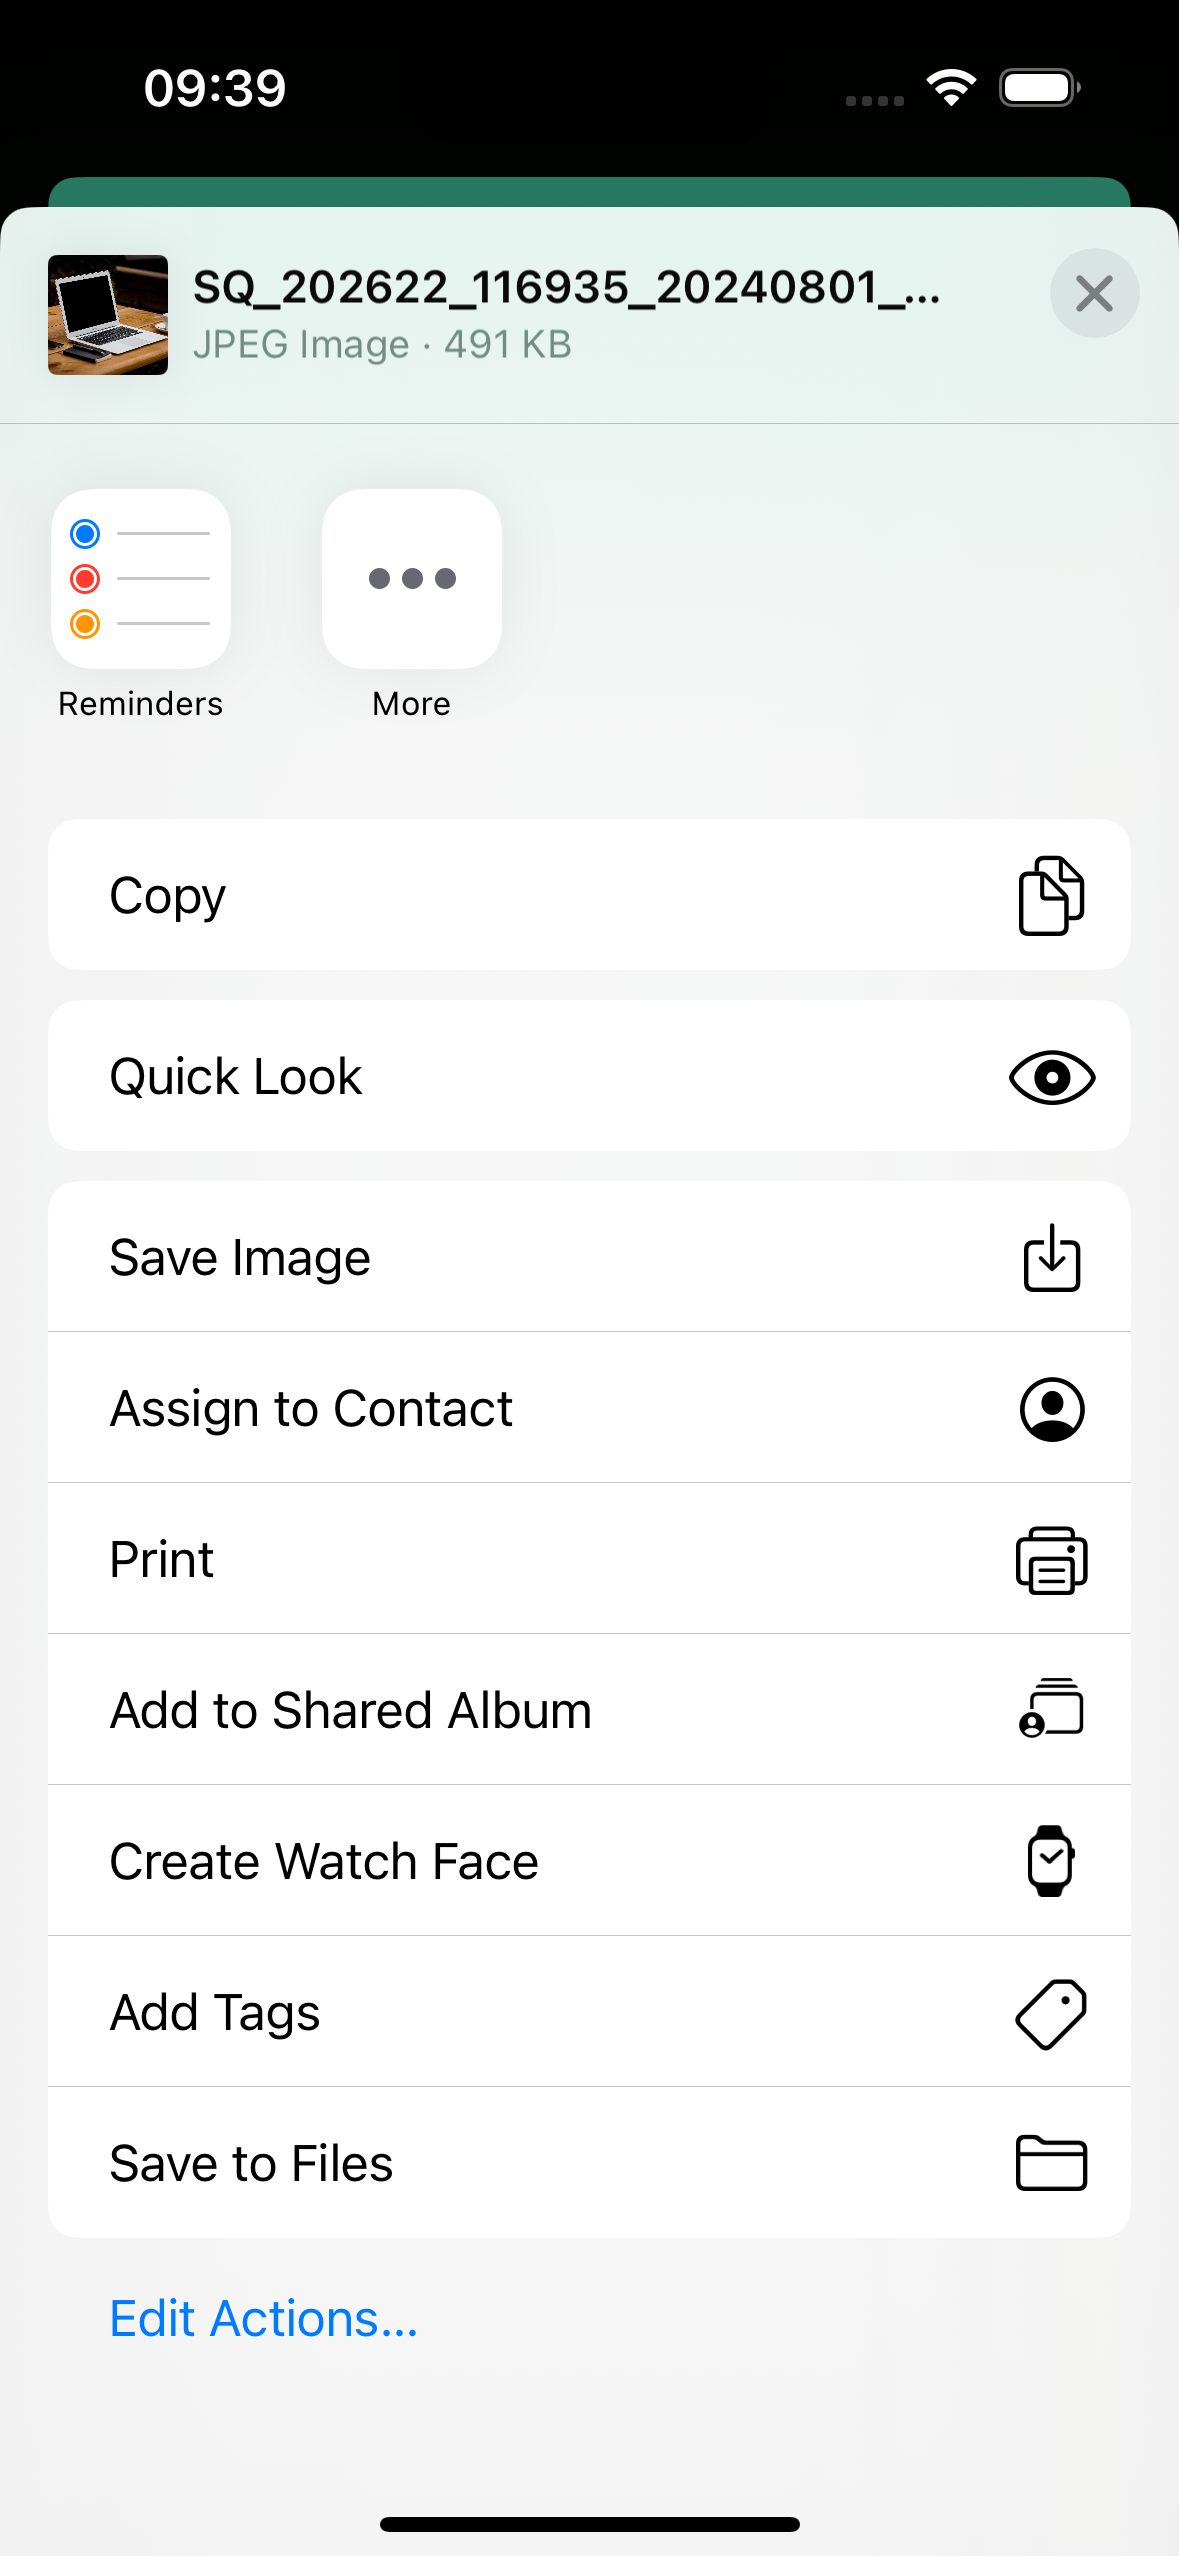 09:39
SQ_202622_116935_20240801_...
JPEG Image · 491 KB
Reminders
More
Copy
Quick Look
Save Image
Assign to Contact
Print
Add to Shared Album
Create Watch Face
Add Tags
Save to Files
Edit Actions...